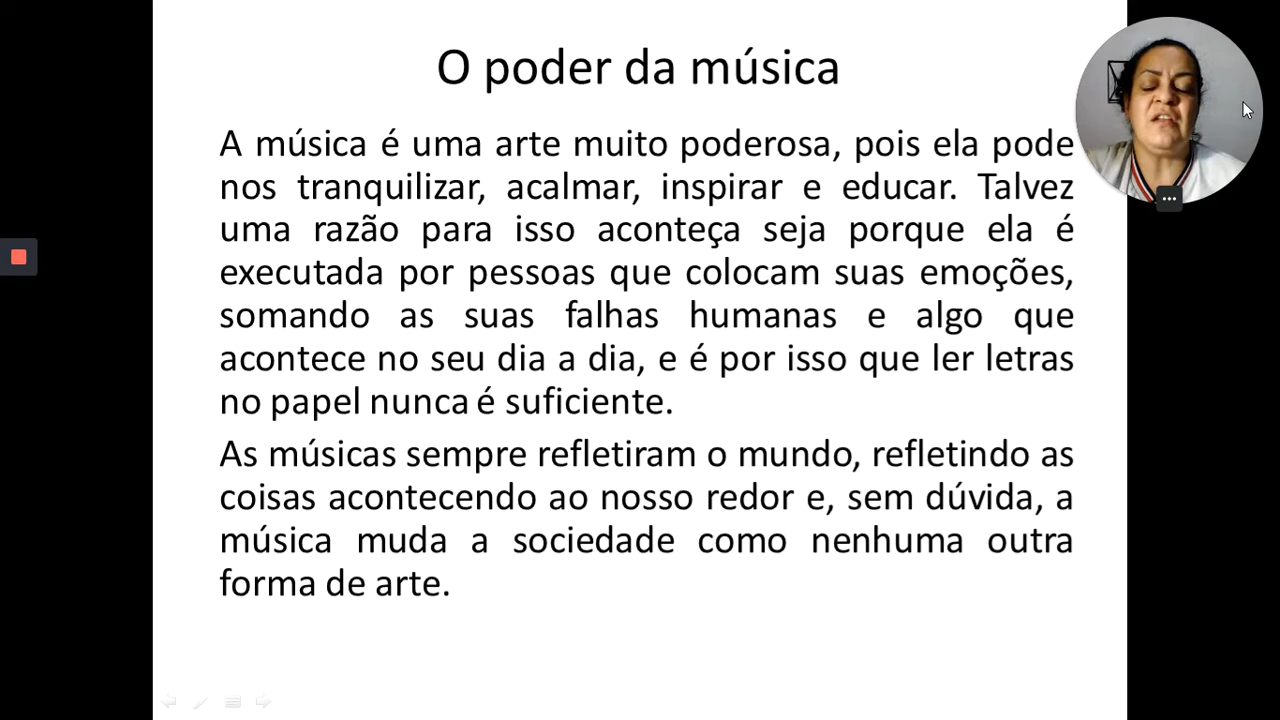 O poder da música
A música é uma arte muito poderosa, pois ela pode
nos tranquilizar, acalmar, inspirar e educar. Talvez
uma razão para isso aconteça seja porque ela é
executada por pessoas que colocam suas emoções,
somando as suas falhas humanas e algo que
acontece no seu dia a dia, e é por isso que ler letras
no papel nunca é suficiente.
As músicas sempre refletiram o mundo, refletindo as
coisas acontecendo ao nosso redor e, sem dúvida, a
música muda a sociedade como nenhuma outra
forma de arte.